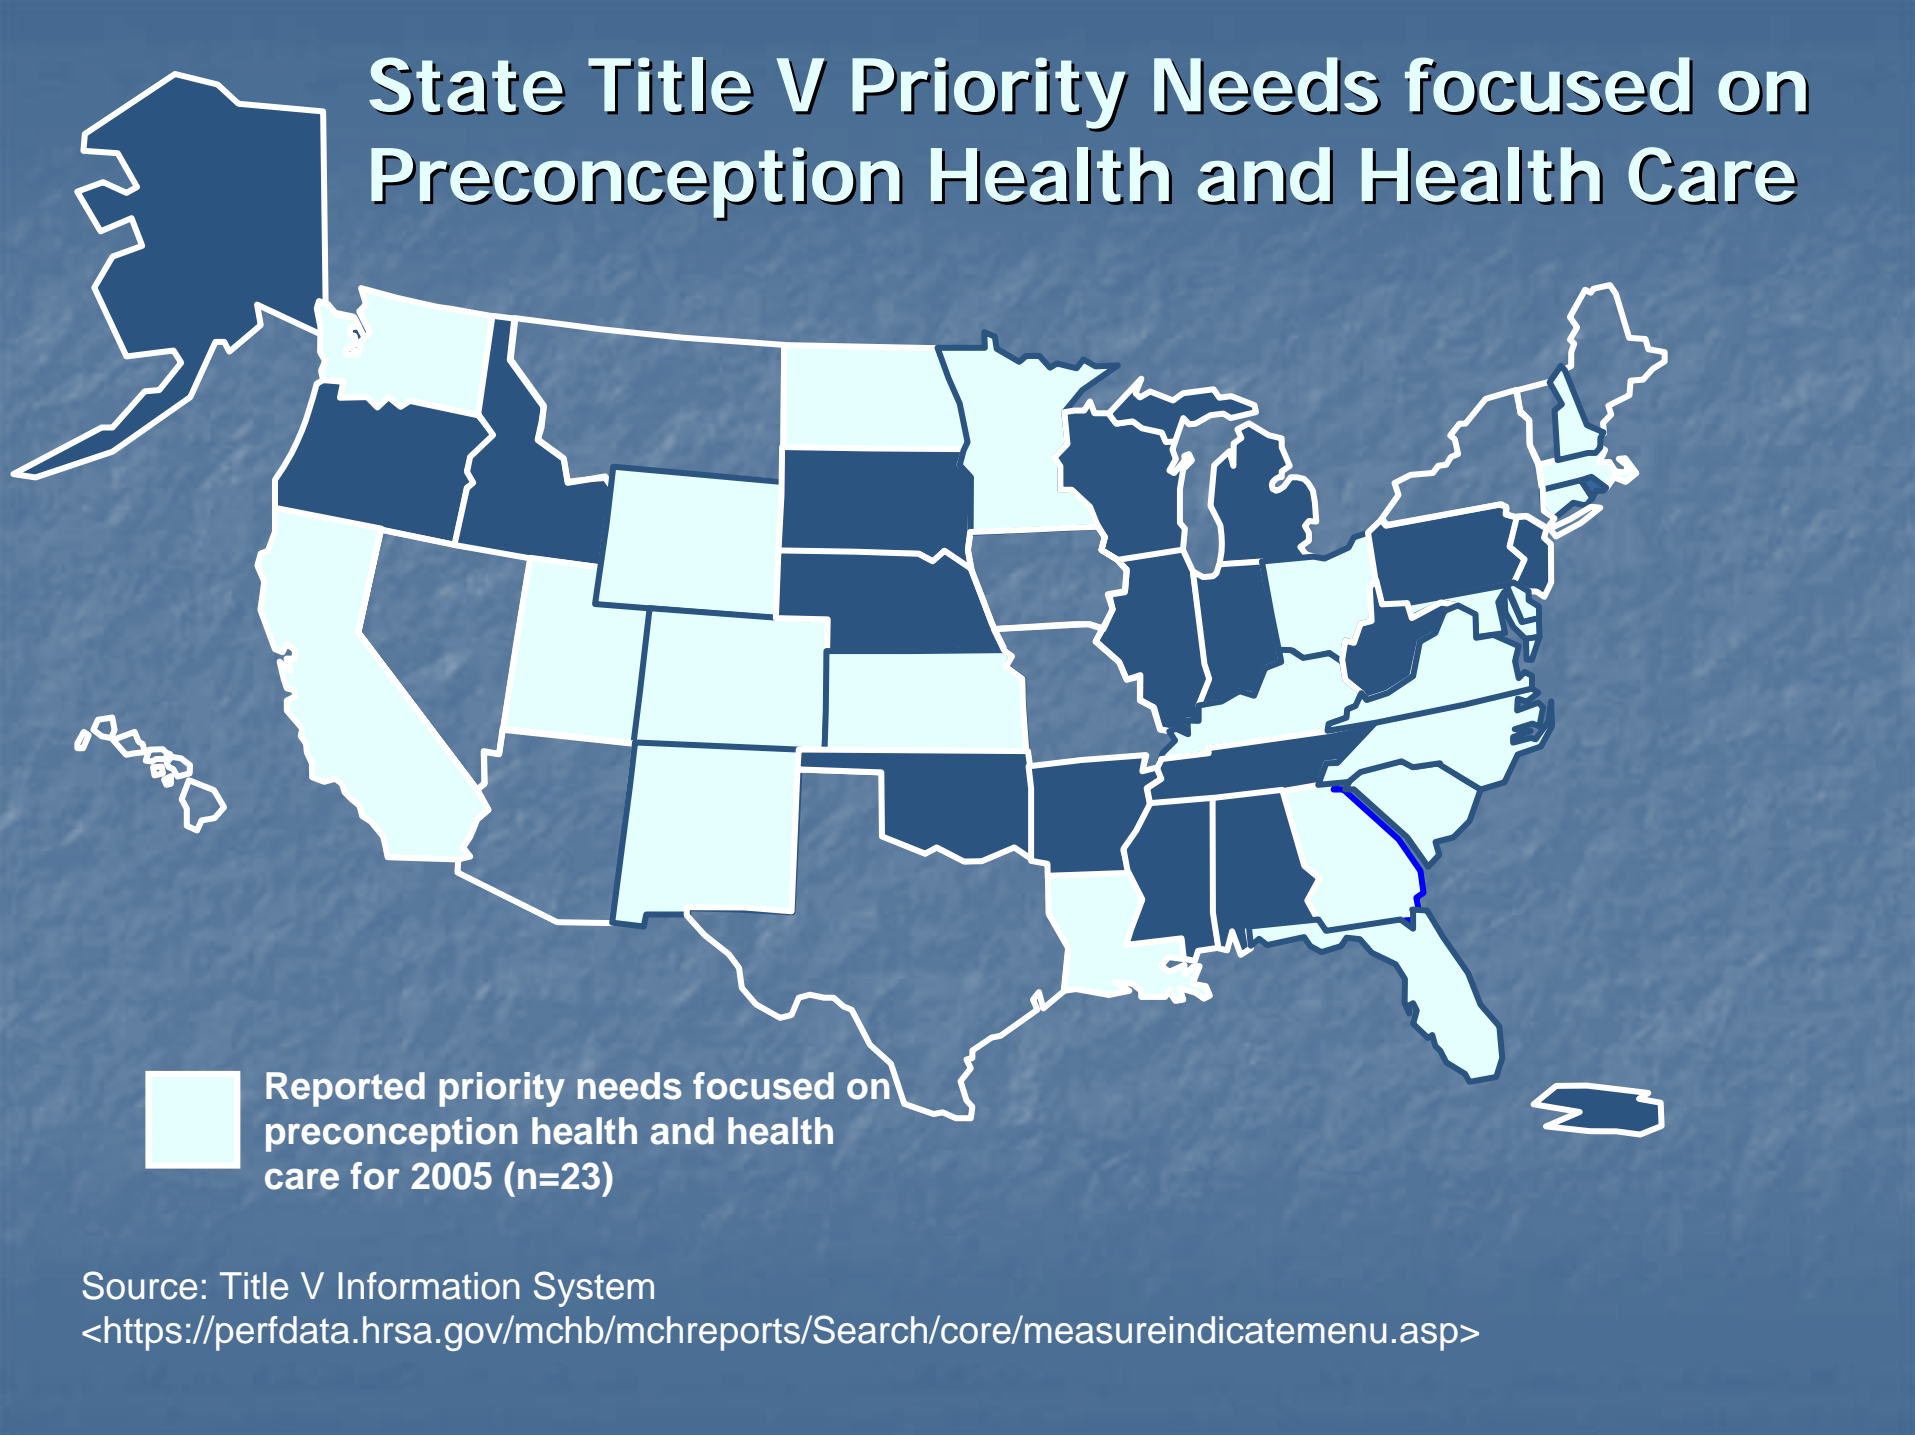 State Title V Priority Needs focused on
Preconception Health and Health Care
Reported priority needs focused on
preconception health and health
care for 2005 (n=23)
Source: Title V Information System
<https://perfdata.hrsa.gov/mchb/mchreports/Search/core/measureindicatemenu.asp>